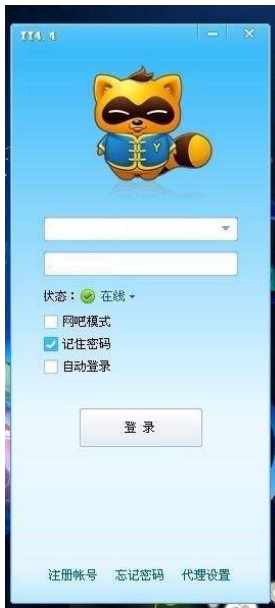 YY4.4
Y
状态：在线
网吧模式
记住密码
自动登录
登 录
注册帐号 忘记密码 代理设置